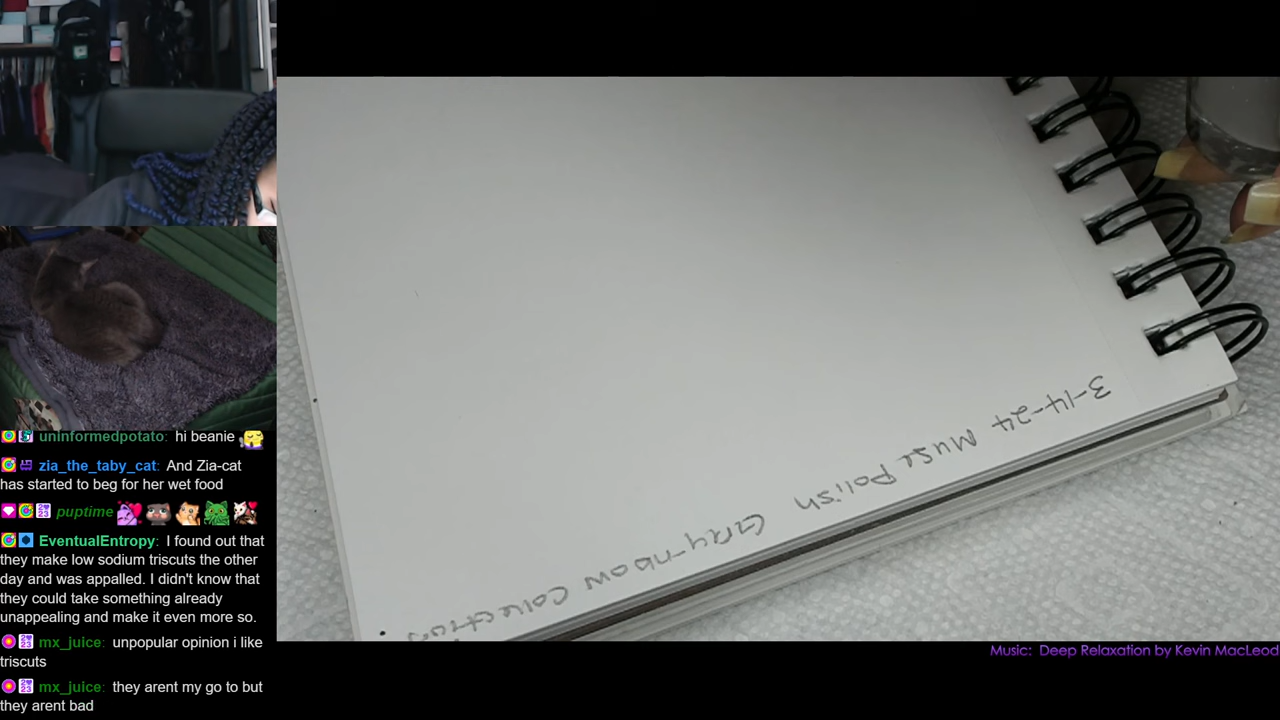 uninformedpotato: hi beanie
zia_the_taby_cat: And Zia-cat
has started to beg for her wet food
puptime
EventualEntropy: I found out that
they make low sodium triscuts the other
day and was appalled. I didn't know that
they could take something already
unappealing and make it even more so.
mx_juice: unpopular opinion i like
triscuts
mx_juice: they arent my go to but
they arent bad
3-14-24 Muse Polish Gray-nbow Collection
Music: Deep Relaxation by Kevin MacLeod